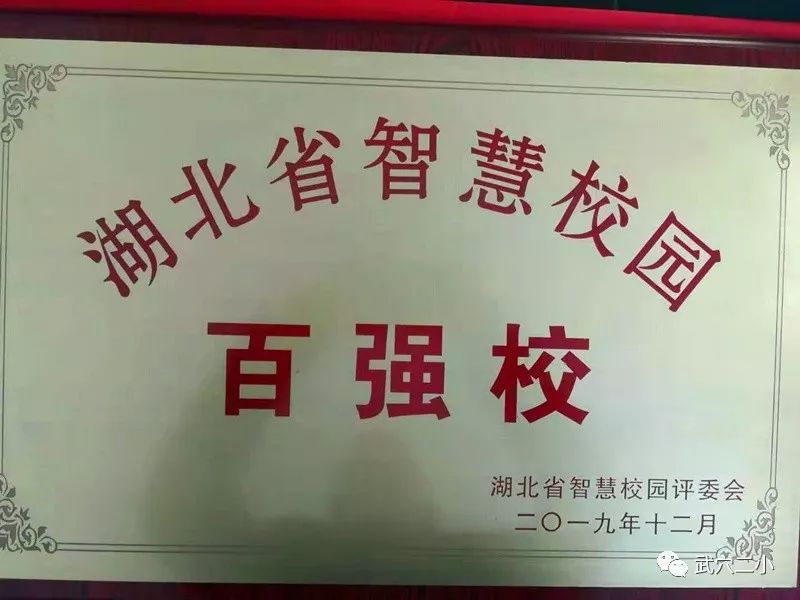 湖北省智慧校园
百强校
湖北省智慧校园评委会
二〇一九年十二月
武穴二小